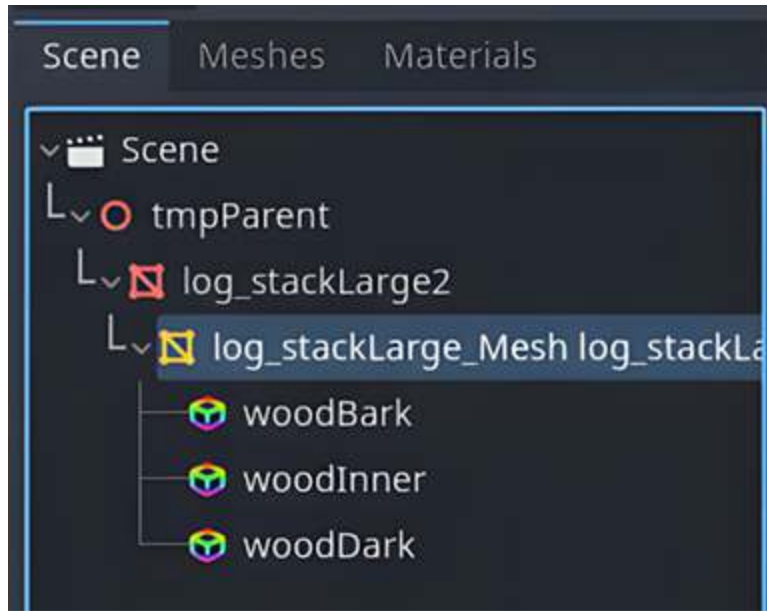 Scene Meshes Materials
Scene
tmpParent
log_stackLarge2
log_stackLarge_Mesh log_stackLa
woodBark
woodInner
woodDark